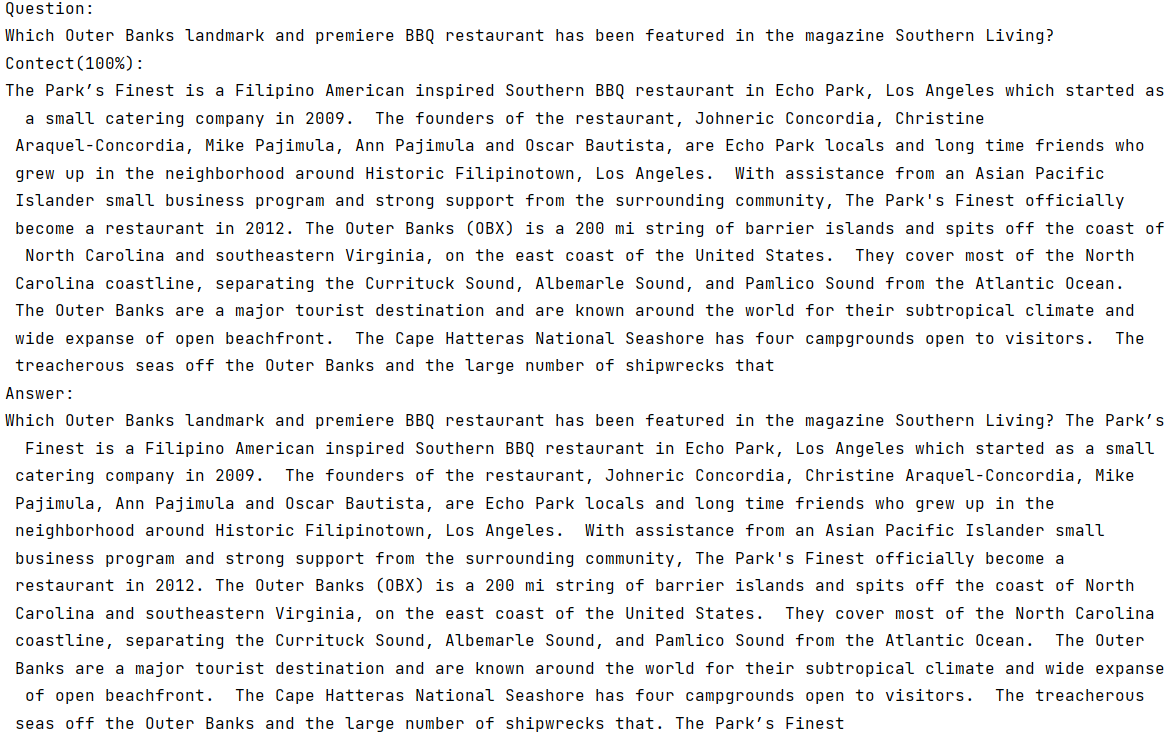 Question:
Which Outer Banks landmark and premiere BBQ restaurant has been featured in the magazine Southern Living?
Contect(100%):
The Park’s Finest is a Filipino American inspired Southern BBQ restaurant in Echo Park, Los Angeles which started as
a small catering company in 2009.  The founders of the restaurant, Johneric Concordia, Christine
Araquel-Concordia, Mike Pajimula, Ann Pajimula and Oscar Bautista, are Echo Park locals and long time friends who
grew up in the neighborhood around Historic Filipinotown, Los Angeles.  With assistance from an Asian Pacific
Islander small business program and strong support from the surrounding community, The Park's Finest officially
become a restaurant in 2012. The Outer Banks (OBX) is a 200 mi string of barrier islands and spits off the coast of
North Carolina and southeastern Virginia, on the east coast of the United States.  They cover most of the North
Carolina coastline, separating the Currituck Sound, Albemarle Sound, and Pamlico Sound from the Atlantic Ocean.
The Outer Banks are a major tourist destination and are known around the world for their subtropical climate and
wide expanse of open beachfront.  The Cape Hatteras National Seashore has four campgrounds open to visitors.  The
treacherous seas off the Outer Banks and the large number of shipwrecks that
Answer:
Which Outer Banks landmark and premiere BBQ restaurant has been featured in the magazine Southern Living? The Park’s
Finest is a Filipino American inspired Southern BBQ restaurant in Echo Park, Los Angeles which started as a small
catering company in 2009.  The founders of the restaurant, Johneric Concordia, Christine Araquel-Concordia, Mike
Pajimula, Ann Pajimula and Oscar Bautista, are Echo Park locals and long time friends who grew up in the
neighborhood around Historic Filipinotown, Los Angeles.  With assistance from an Asian Pacific Islander small
business program and strong support from the surrounding community, The Park's Finest officially become a
restaurant in 2012. The Outer Banks (OBX) is a 200 mi string of barrier islands and spits off the coast of North
Carolina and southeastern Virginia, on the east coast of the United States.  They cover most of the North Carolina
coastline, separating the Currituck Sound, Albemarle Sound, and Pamlico Sound from the Atlantic Ocean.  The Outer
Banks are a major tourist destination and are known around the world for their subtropical climate and wide expanse
of open beachfront.  The Cape Hatteras National Seashore has four campgrounds open to visitors.  The treacherous
seas off the Outer Banks and the large number of shipwrecks that. The Park’s Finest